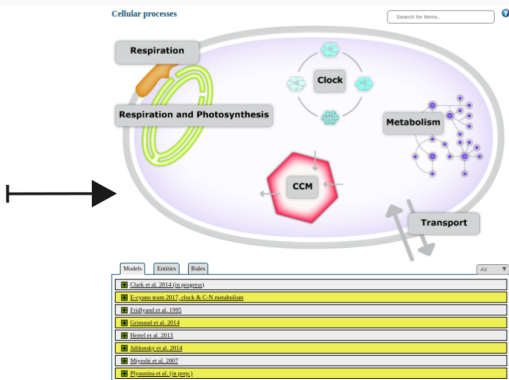 Cellular processes
Search for items..
?
Respiration
Clock
Respiration and Photosynthesis
Metabolism
CCM
Transport
Models Entities Rules
All
Clark et al. 2014 (in progress)
E-cyano team 2017, clock & C-N metabolism
Fridlyand et al. 1995
Grimaud et al. 2014
Hertel et al. 2013
Jablonsky et al. 2014
Miyoshi et al. 2007
Plyusnina et al. (in prep.)